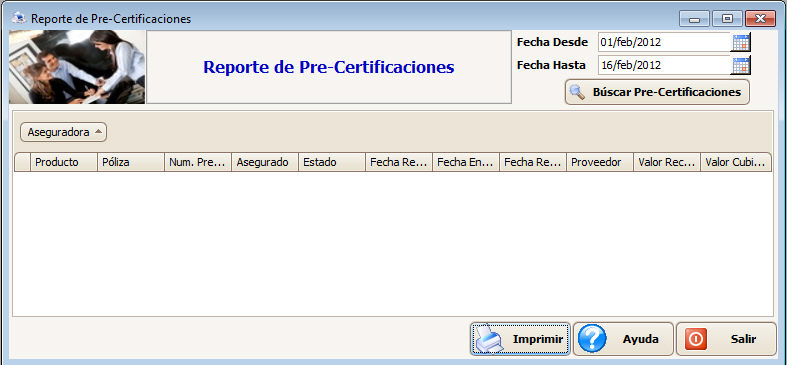 Reporte de Pre-Certificaciones
Reporte de Pre-Certificaciones
Fecha Desde 01/feb/2012
Fecha Hasta 16/feb/2012
Búscar Pre-Certificaciones
Aseguradora
Producto Póliza Num. Pre... Asegurado Estado Fecha Re... Fecha En... Fecha Re... Proveedor Valor Rec... Valor Cubi...
Imprimir Ayuda Salir